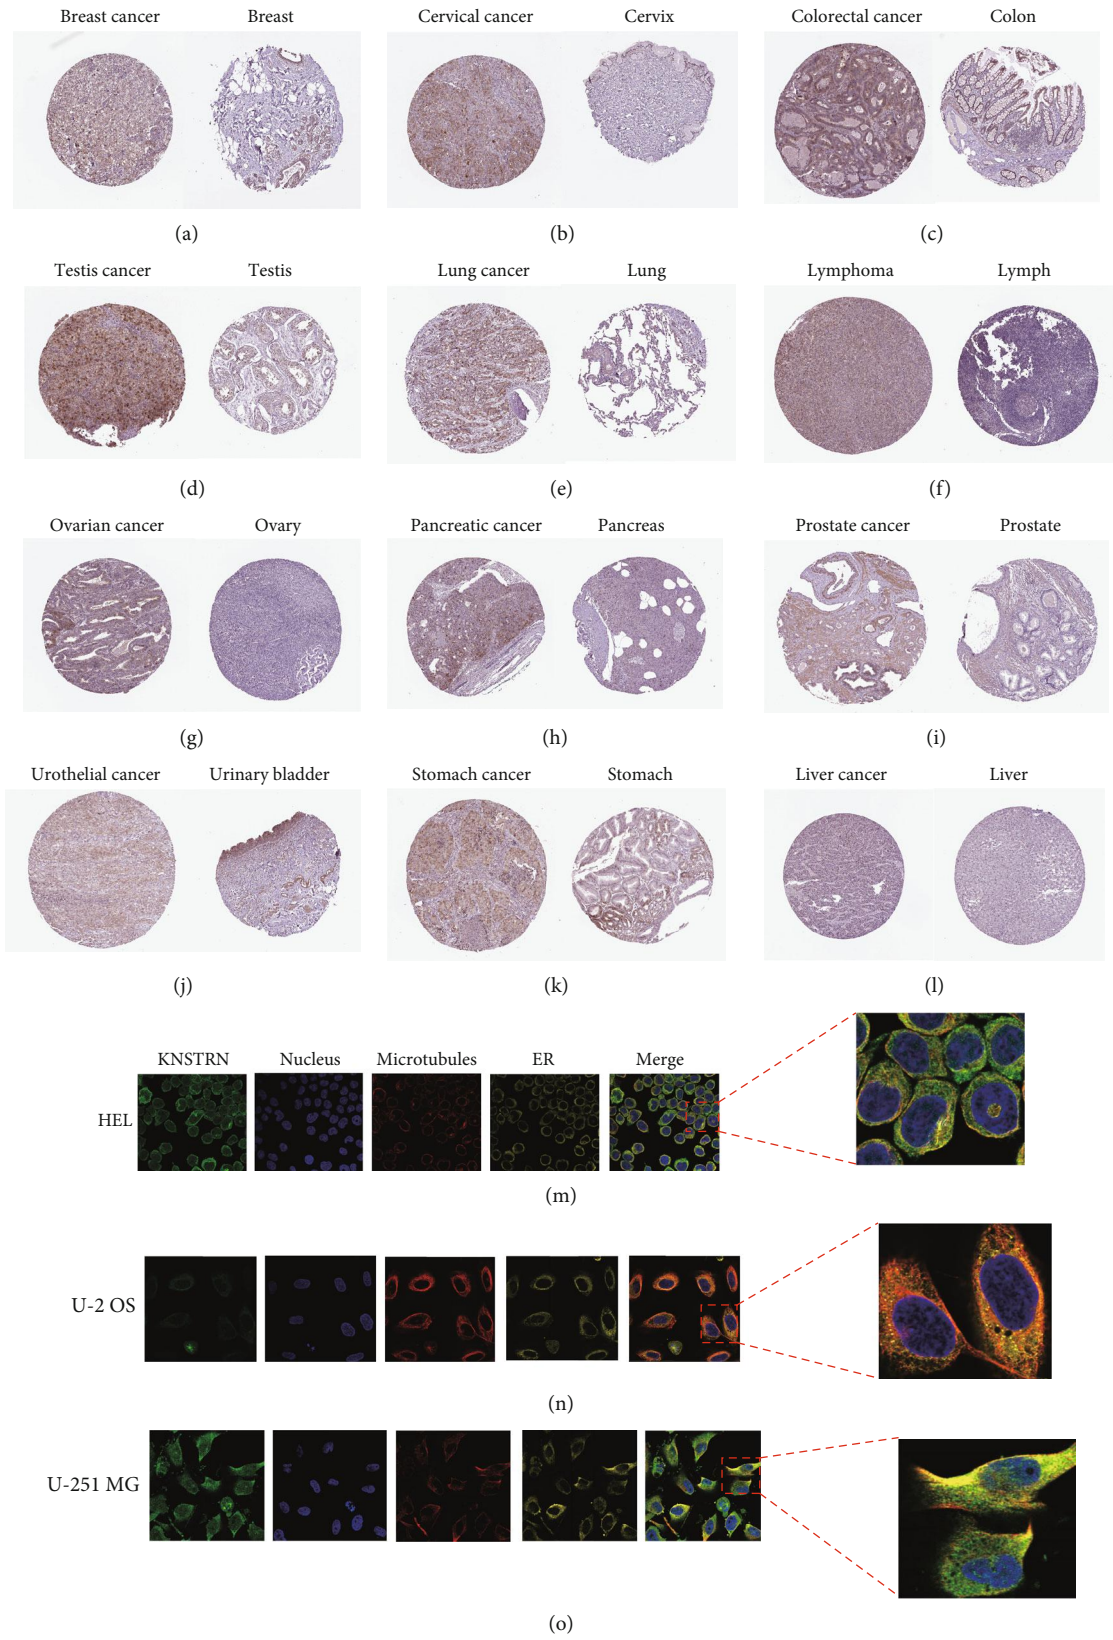 Breast cancer Breast Cervical cancer Cervix Colorectal cancer Colon
(a) (b) (c)
Testis cancer Testis Lung cancer Lung Lymphoma Lymph
(d) (e) (f)
Ovarian cancer Ovary Pancreatic cancer Pancreas Prostate cancer Prostate
(g) (h) (i)
Urothelial cancer Urinary bladder Stomach cancer Stomach Liver cancer Liver
(j) (k) (l)
KNSTRN Nucleus Microtubules ER Merge
HEL
(m)
U-2 OS
(n)
U-251 MG
(o)